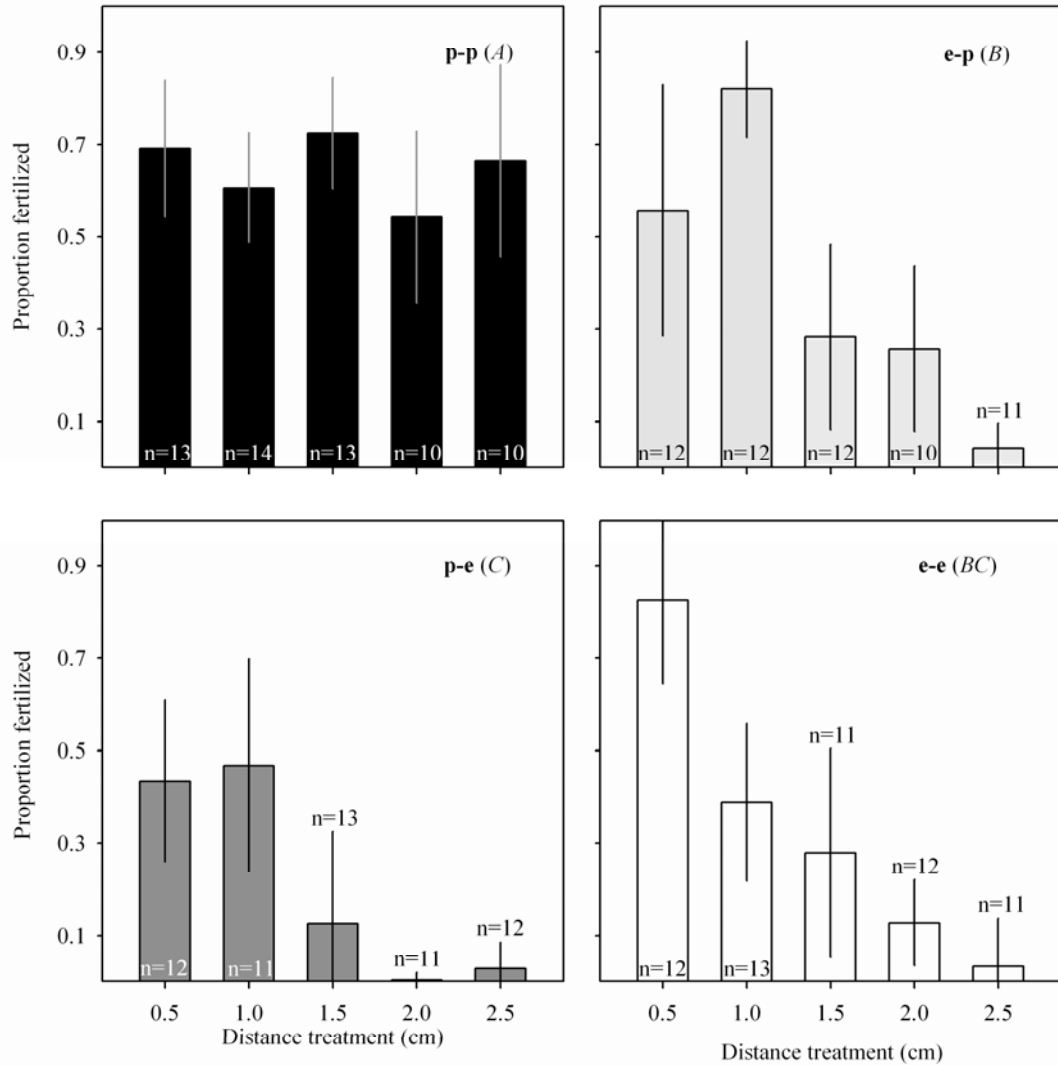 p-p (A)
0.9
0.7
0.5
0.3
0.1
Proportion fertilized
n=13
n=14
n=13
n=10
n=10
e-p (B)
n=12
n=12
n=12
n=10
n=11
p-e (C)
0.9
0.7
0.5
0.3
0.1
Proportion fertilized
n=12
n=11
n=13
n=11
n=12
0.5 1.0 1.5 2.0 2.5
Distance treatment (cm)
e-e (BC)
n=12
n=13
n=11
n=12
n=11
0.5 1.0 1.5 2.0 2.5
Distance treatment (cm)